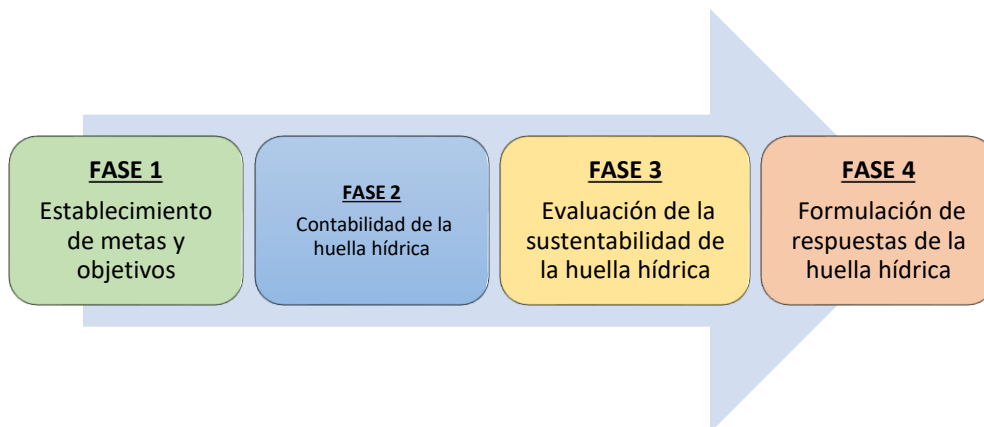 FASE 1
Establecimiento
de metas y
objetivos
FASE 2
Contabilidad de la
huella hídrica
FASE 3
Evaluación de la
sustentabilidad de
la huella hídrica
FASE 4
Formulación de
respuestas de la
huella hídrica